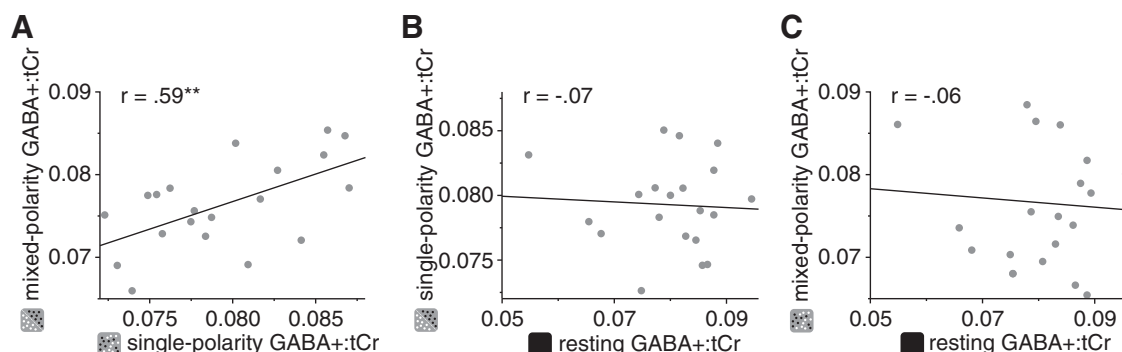 A
mixed-polarity GABA+:tCr
r = .59**
0.09
0.08
0.07
0.075 0.080 0.085
single-polarity GABA+:tCr
B
single-polarity GABA+:tCr
r = -.07
0.085
0.080
0.075
0.05 0.07 0.09
resting GABA+:tCr
C
mixed-polarity GABA+:tCr
r = -.06
0.09
0.08
0.07
0.05 0.07 0.09
resting GABA+:tCr